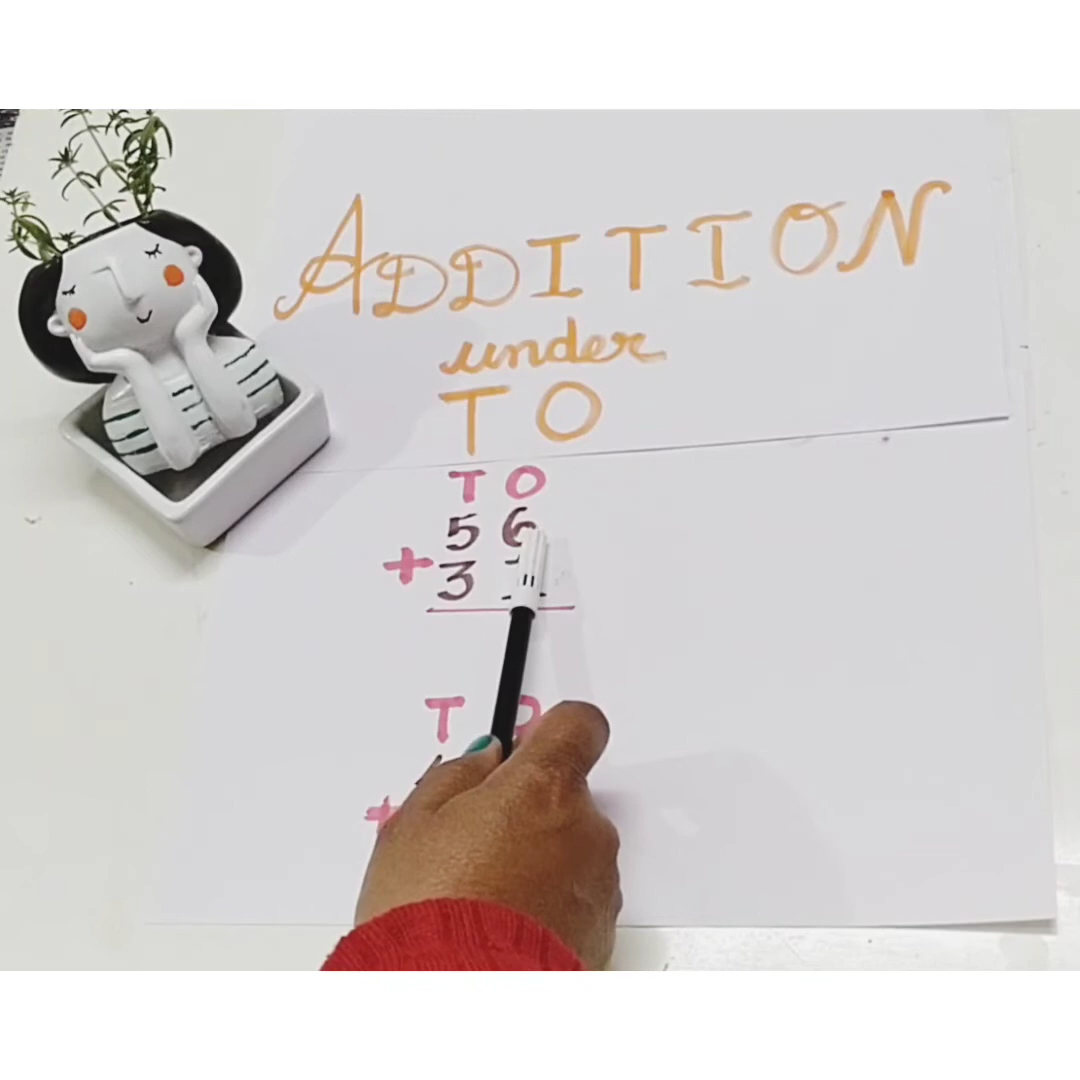 ADDITION
under
TO
T O
5 6
+ 3
T O
+